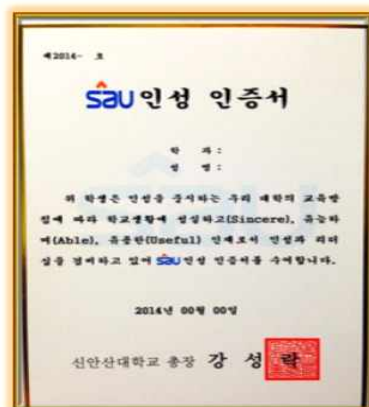 제2014- 호
sau인성 인증서
학 과 :
성 명 :
위 학생은 인성을 중시하는 우리 대학의 교육방
침에 따라 학교생활에 성실하고(Sincere), 유능하
며(Able), 유용한(Useful) 인재로서 인성과 리더
십을 겸비하고 있어 sau인성 인증서를 수여합니다.
2014년 00월 00일
신안산대학교 총장 강 성 락